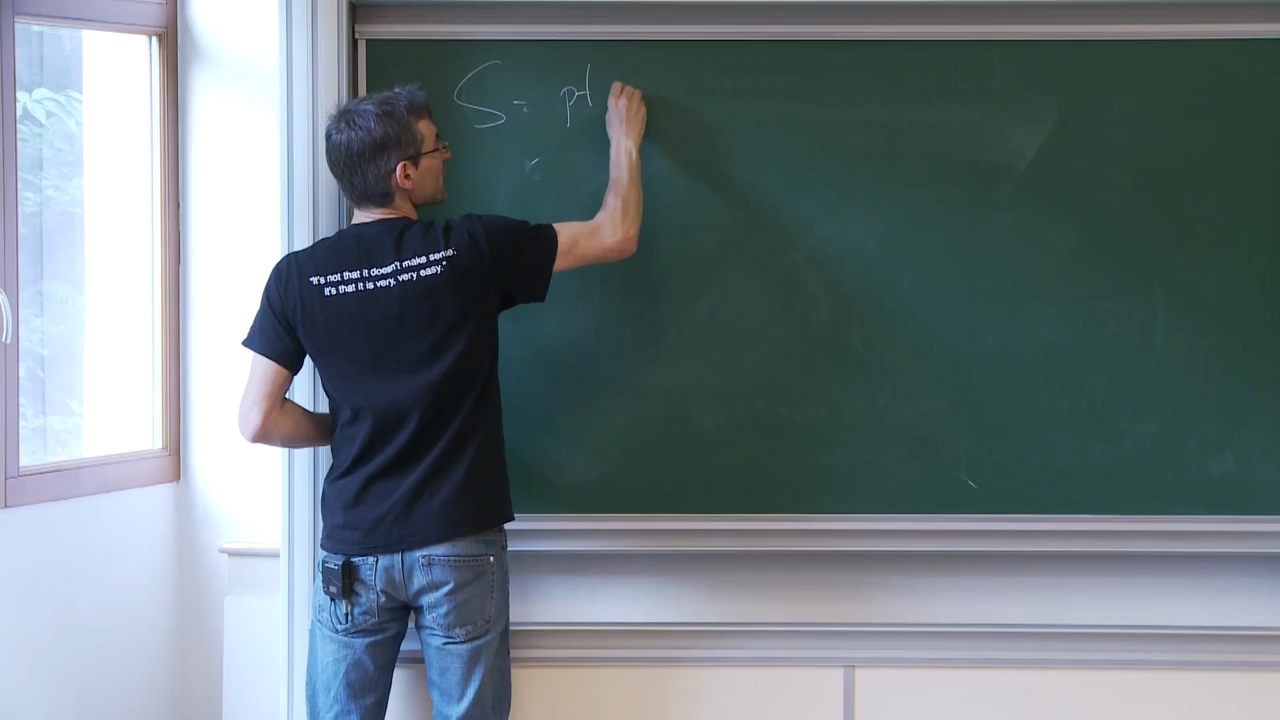 S = pt
"It's not that it doesn't make sense;
it's that it is very, very easy."